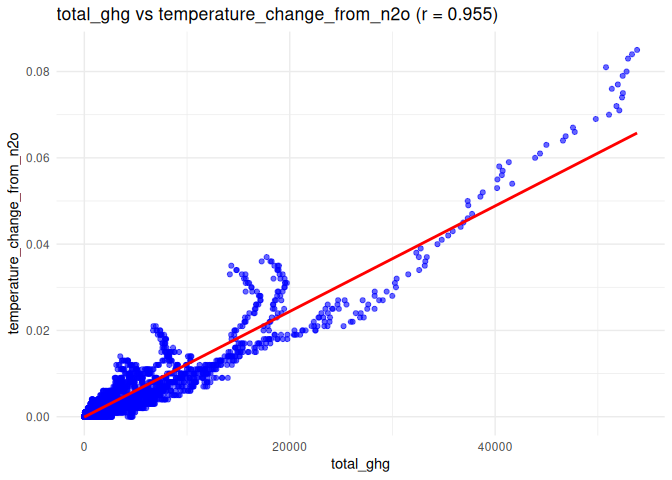 total_ghg vs temperature_change_from_n2o (r = 0.955)
temperature_change_from_n2o
0.08
0.06
0.04
0.02
0.00
0
20000
40000
total_ghg